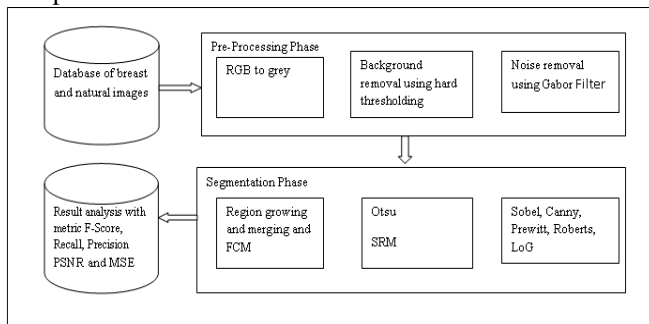 Database of breast
and natural images
Pre-Processing Phase
RGB to grey
Background
removal using hard
thresholding
Noise removal
using Gabor Filter
Segmentation Phase
Result analysis with
metric F-Score,
Recall, Precision
PSNR and MSE
Region growing
and merging and
FCM
Otsu
SRM
Sobel, Canny,
Prewitt, Roberts,
LoG